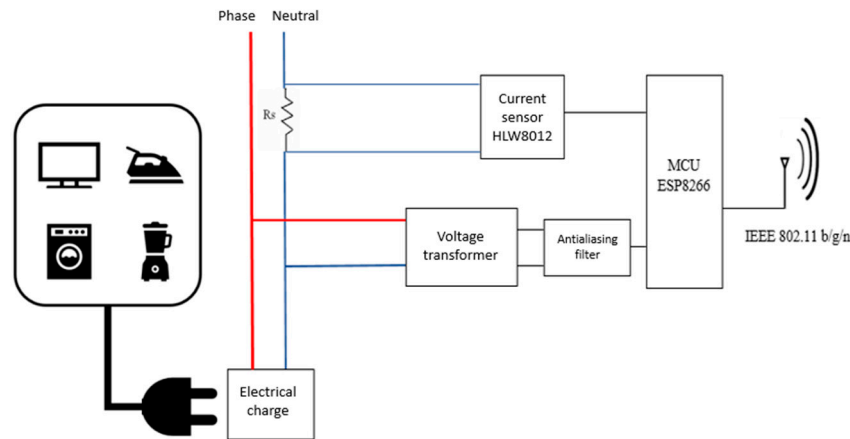 Phase Neutral
Rs
Current
sensor
HLW8012
MCU
ESP8266
IEEE 802.11 b/g/n
Voltage
transformer
Antialiasing
filter
Electrical
charge